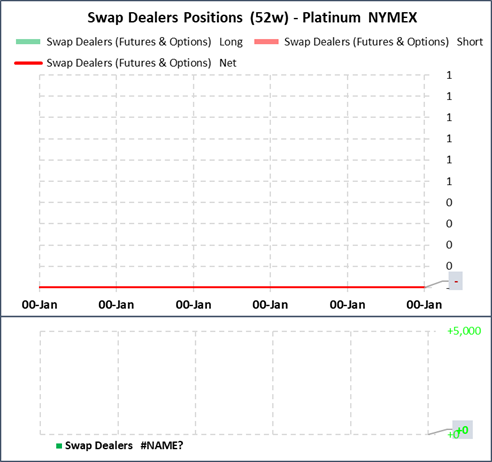 Swap Dealers Positions (52w) - Platinum NYMEX
Swap Dealers (Futures & Options) Long Swap Dealers (Futures & Options) Short
Swap Dealers (Futures & Options) Net
1
1
1
1
1
1
0
0
0
0
-
-
00-Jan 00-Jan 00-Jan 00-Jan 00-Jan 00-Jan
+5,000
+0 +0
Swap Dealers #NAME?